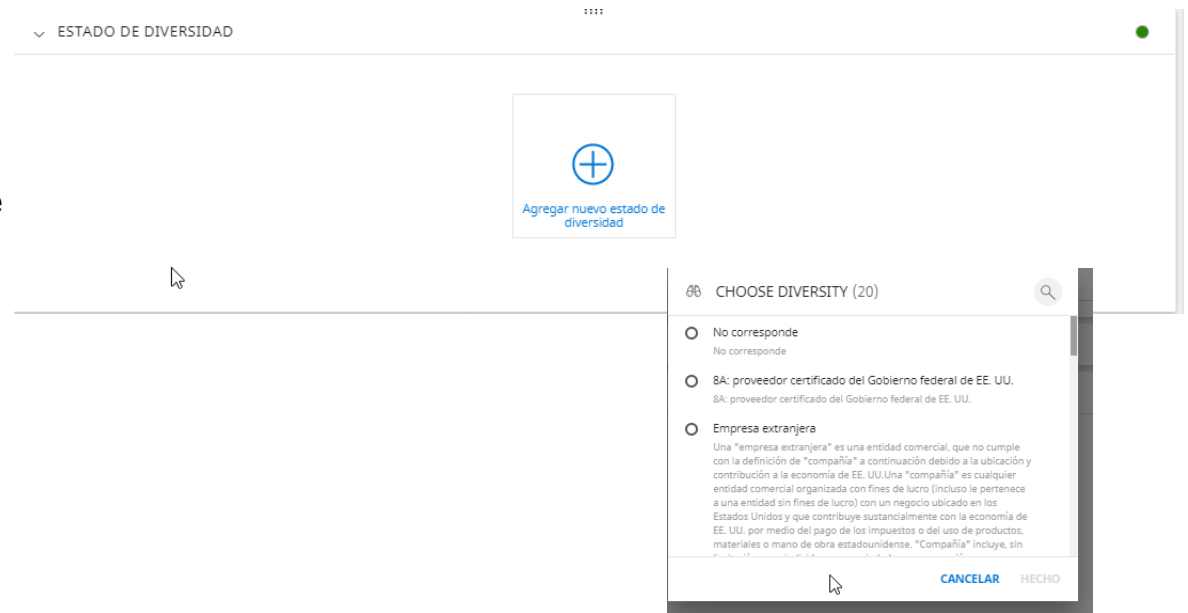 ESTADO DE DIVERSIDAD
Agregar nuevo estado de
diversidad
CHOOSE DIVERSITY (20)
No corresponde
No corresponde
8A: proveedor certificado del Gobierno federal de EE. UU.
8A: proveedor certificado del Gobierno federal de EE. UU.
Empresa extranjera
Una "empresa extranjera" es una entidad comercial, que no cumple
con la definición de "compañía" a continuación debido a la ubicación y
contribución a la economía de EE. UU.Una "compañía" es cualquier
entidad comercial organizada con fines de lucro (incluso le pertenece
a una entidad sin fines de lucro) con un negocio ubicado en los
Estados Unidos y que contribuye sustancialmente con la economía de
EE. UU. por medio del pago de los impuestos o del uso de productos,
materiales o mano de obra estadounidense. "Compañía" incluye, sin
CANCELAR HECHO